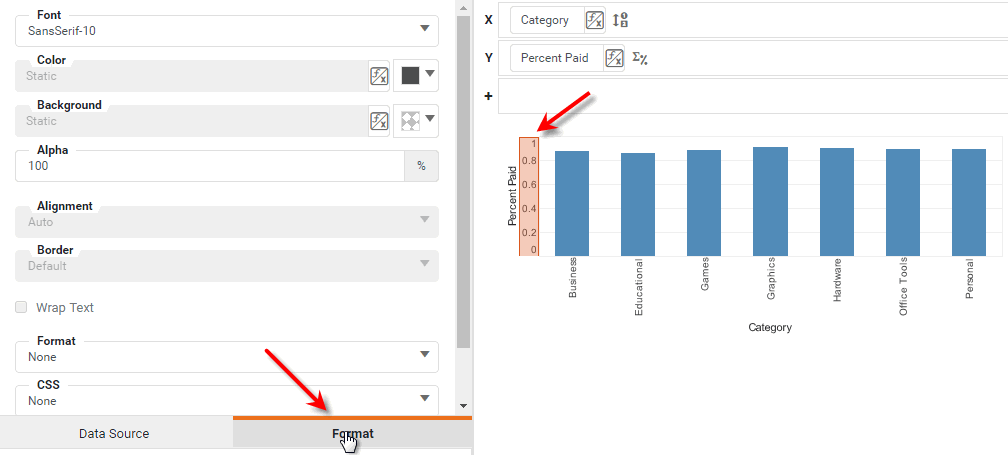 Font
SansSerif-10
Color
Static
Background
Static
Alpha
100
%
Alignment
Auto
Border
Default
Wrap Text
Format
None
CSS
None
Data Source
Format
X
Category
Y
Percent Paid
+
Percent Paid
1
0.8
0.6
0.4
0.2
0
Business
Educational
Games
Graphics
Hardware
Office Tools
Personal
Category